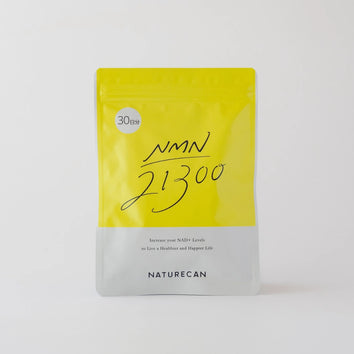 30日分
NMN
21300
Increase your NAD+ Levels
to Live a Healthier and Happier Life
NATURECAN